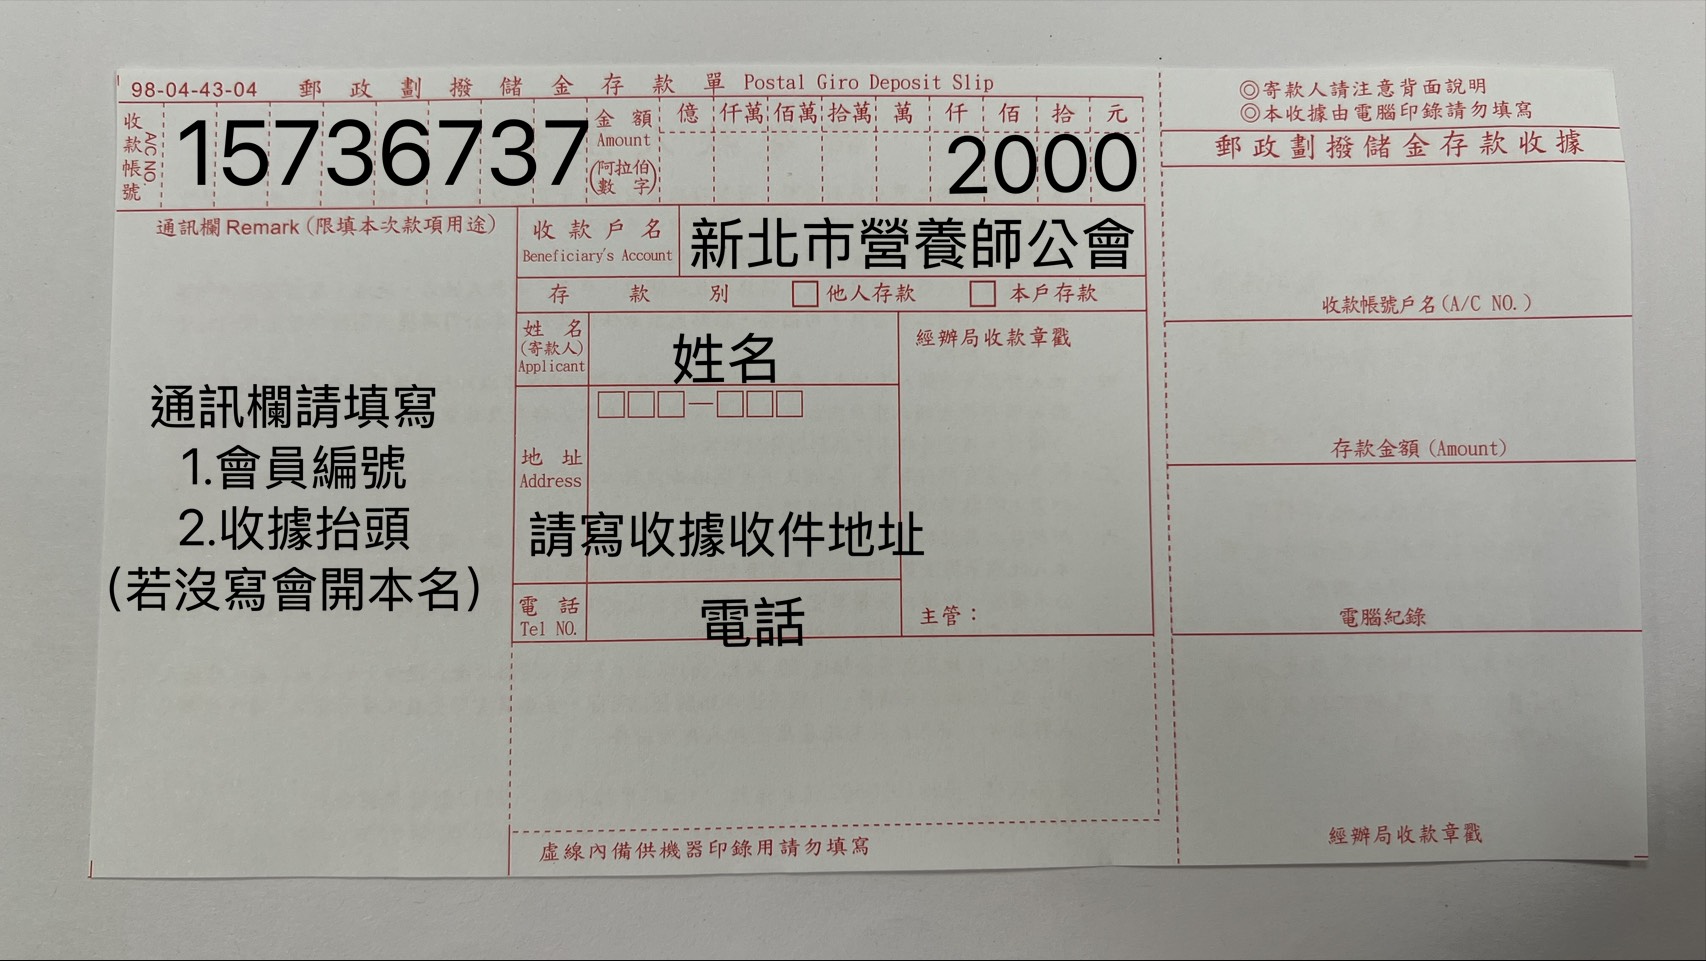 98-04-43-04 郵政劃撥儲金存款單 Postal Giro Deposit Slip
收款帳號 A/C NO. 15736737
金額 Amount (阿拉伯數字) 億 仟萬 佰萬 拾萬 萬 仟 佰 拾 元
2000
通訊欄 Remark (限填本次款項用途)
通訊欄請填寫
1.會員編號
2.收據抬頭
(若沒寫會開本名)
收款戶名 Beneficiary's Account 新北市營養師公會
存款別 □他人存款 □本戶存款
姓名 (寄款人) Applicant 姓名
□□□—□□□
地址 Address
請寫收據收件地址
電話 Tel NO. 電話
經辦局收款章戳
主管：
虛線內備供機器印錄用請勿填寫
◎寄款人請注意背面說明
◎本收據由電腦印錄請勿填寫
郵政劃撥儲金存款收據
收款帳號戶名(A/C NO.)
存款金額(Amount)
電腦紀錄
經辦局收款章戳